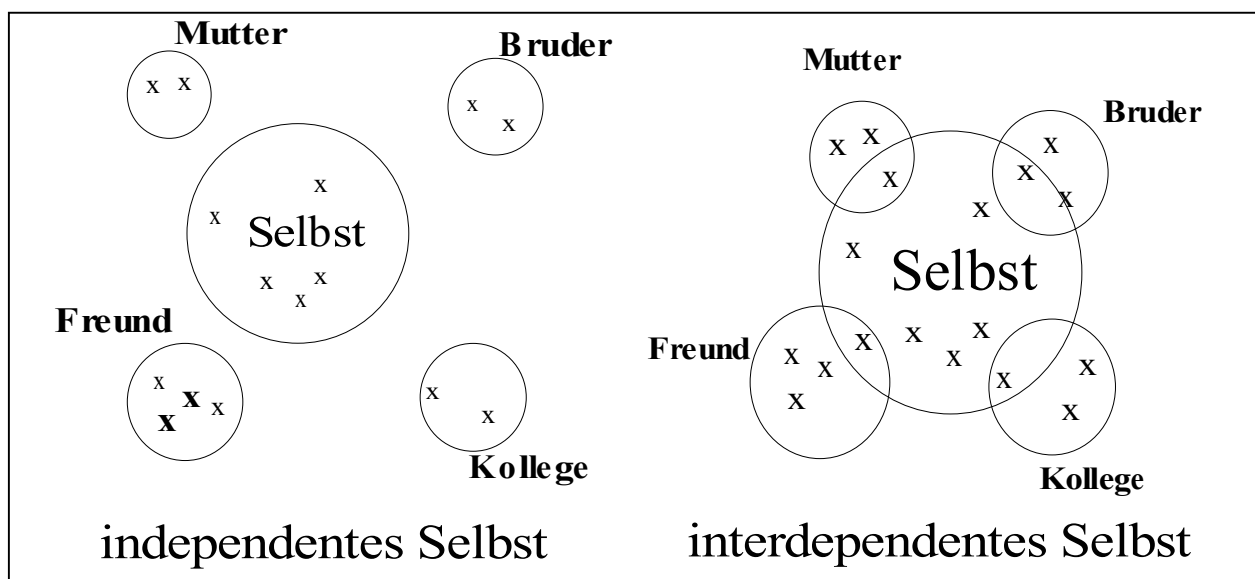 Mutter
x x
Bruder
x
x
x
x
Selbst
x x
x
Freund
x
x
x x
x
x
Kollege
independentes Selbst
Mutter
x x
x
Bruder
x
x
x
x
x
Selbst
Freund
x
x
x
x
x
x
x
x
x
x
Kollege
interdependentes Selbst